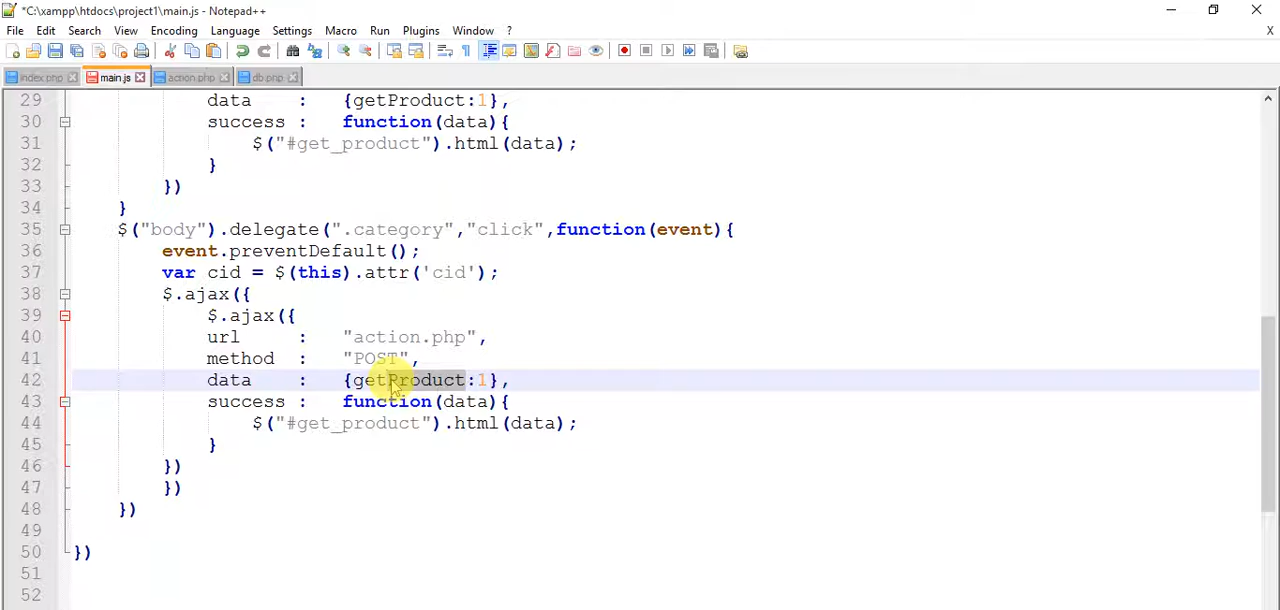 *C:\xampp\htdocs\project1\main.js - Notepad++
File Edit Search View Encoding Language Settings Macro Run Plugins Window ? X
index.php main.js action.php db.php
29 data : {getProduct:1},
30 success : function(data){
31 $("#get_product").html(data);
32 }
33 })
34 }
35 $("body").delegate(".category","click",function(event){
36 event.preventDefault();
37 var cid = $(this).attr('cid');
38 $.ajax({
39 $.ajax({
40 url : "action.php",
41 method : "POST",
42 data : {getProduct:1},
43 success : function(data){
44 $("#get_product").html(data);
45 }
46 })
47 })
48 })
49
50 })
51
52